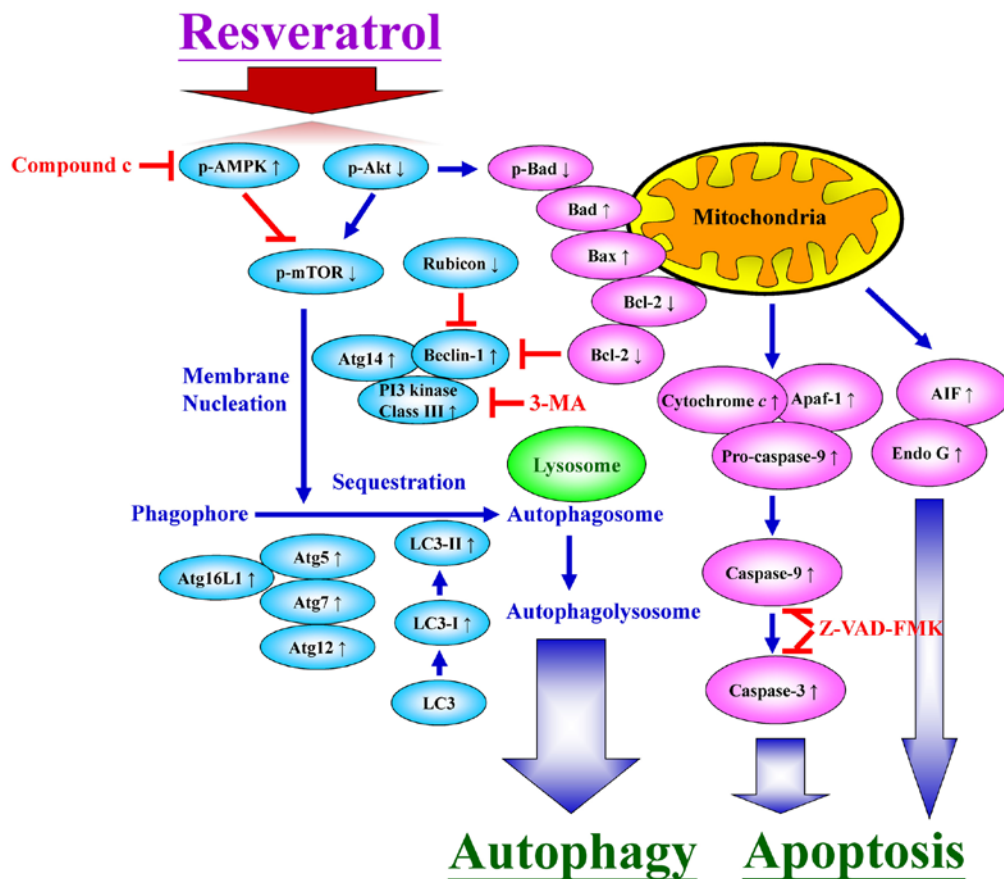 Resveratrol
Compound c
p-AMPK ↑
p-Akt ↓
p-Bad ↓
Bad ↑
Mitochondria
Bax ↑
Rubicon ↓
p-mTOR ↓
Bcl-2 ↓
Atg14 ↑
Beclin-1 ↑
Bcl-2 ↓
Membrane
Nucleation
PI3 kinase
Class III ↑
3-MA
Cytochrome c ↑
Apaf-1 ↑
AIF ↑
Pro-caspase-9 ↑
Endo G ↑
Lysosome
Sequestration
Phagophore
Autophagosome
LC3-II ↑
Atg5 ↑
Atg16L1 ↑
Caspase-9 ↑
Atg7 ↑
LC3-I ↑
Autophagolysosome
Z-VAD-FMK
Atg12 ↑
LC3
Caspase-3 ↑
Autophagy
Apoptosis